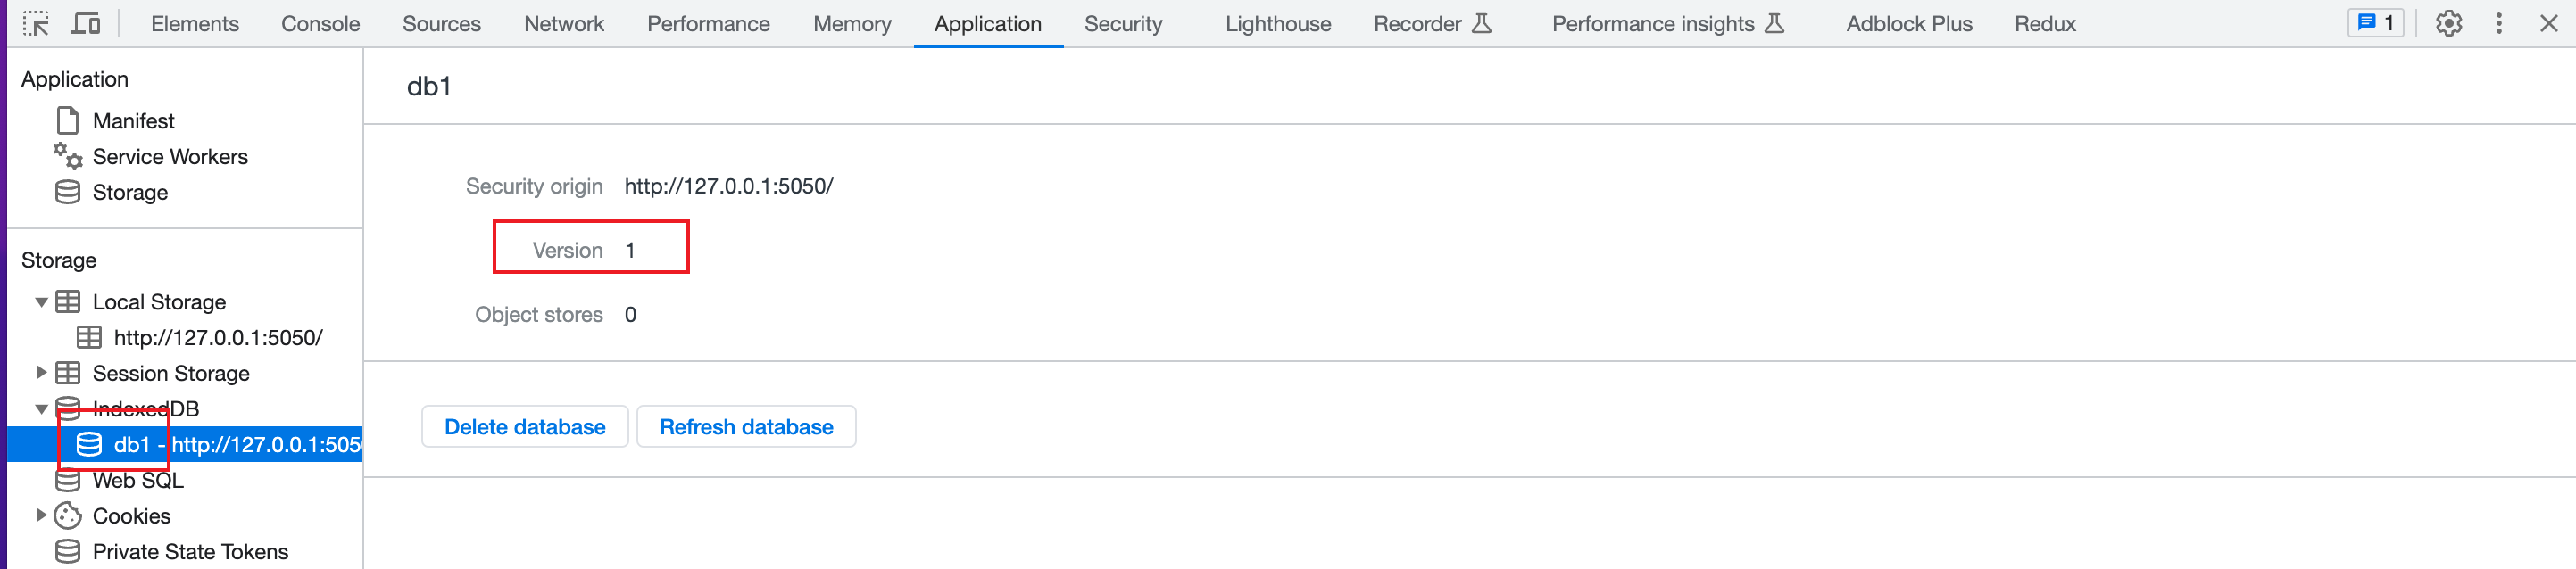 Elements Console Sources Network Performance Memory Application Security Lighthouse Recorder Performance insights Adblock Plus Redux 1
Application
Manifest
Service Workers
Storage
Storage
Local Storage
http://127.0.0.1:5050/
Session Storage
IndexedDB
db1 - http://127.0.0.1:505
Web SQL
Cookies
Private State Tokens
db1
Security origin http://127.0.0.1:5050/
Version 1
Object stores 0
Delete database Refresh database